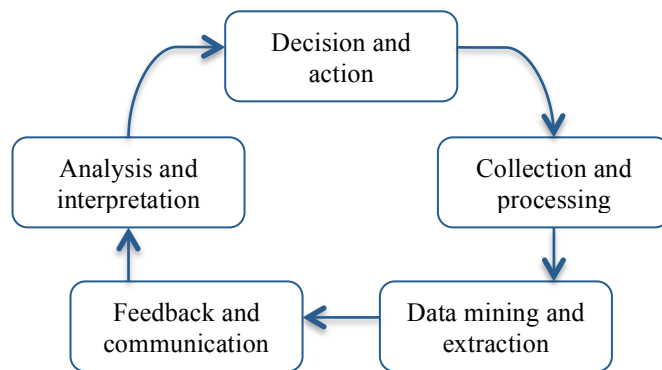 Decision and
action
Collection and
processing
Data mining and
extraction
Feedback and
communication
Analysis and
interpretation